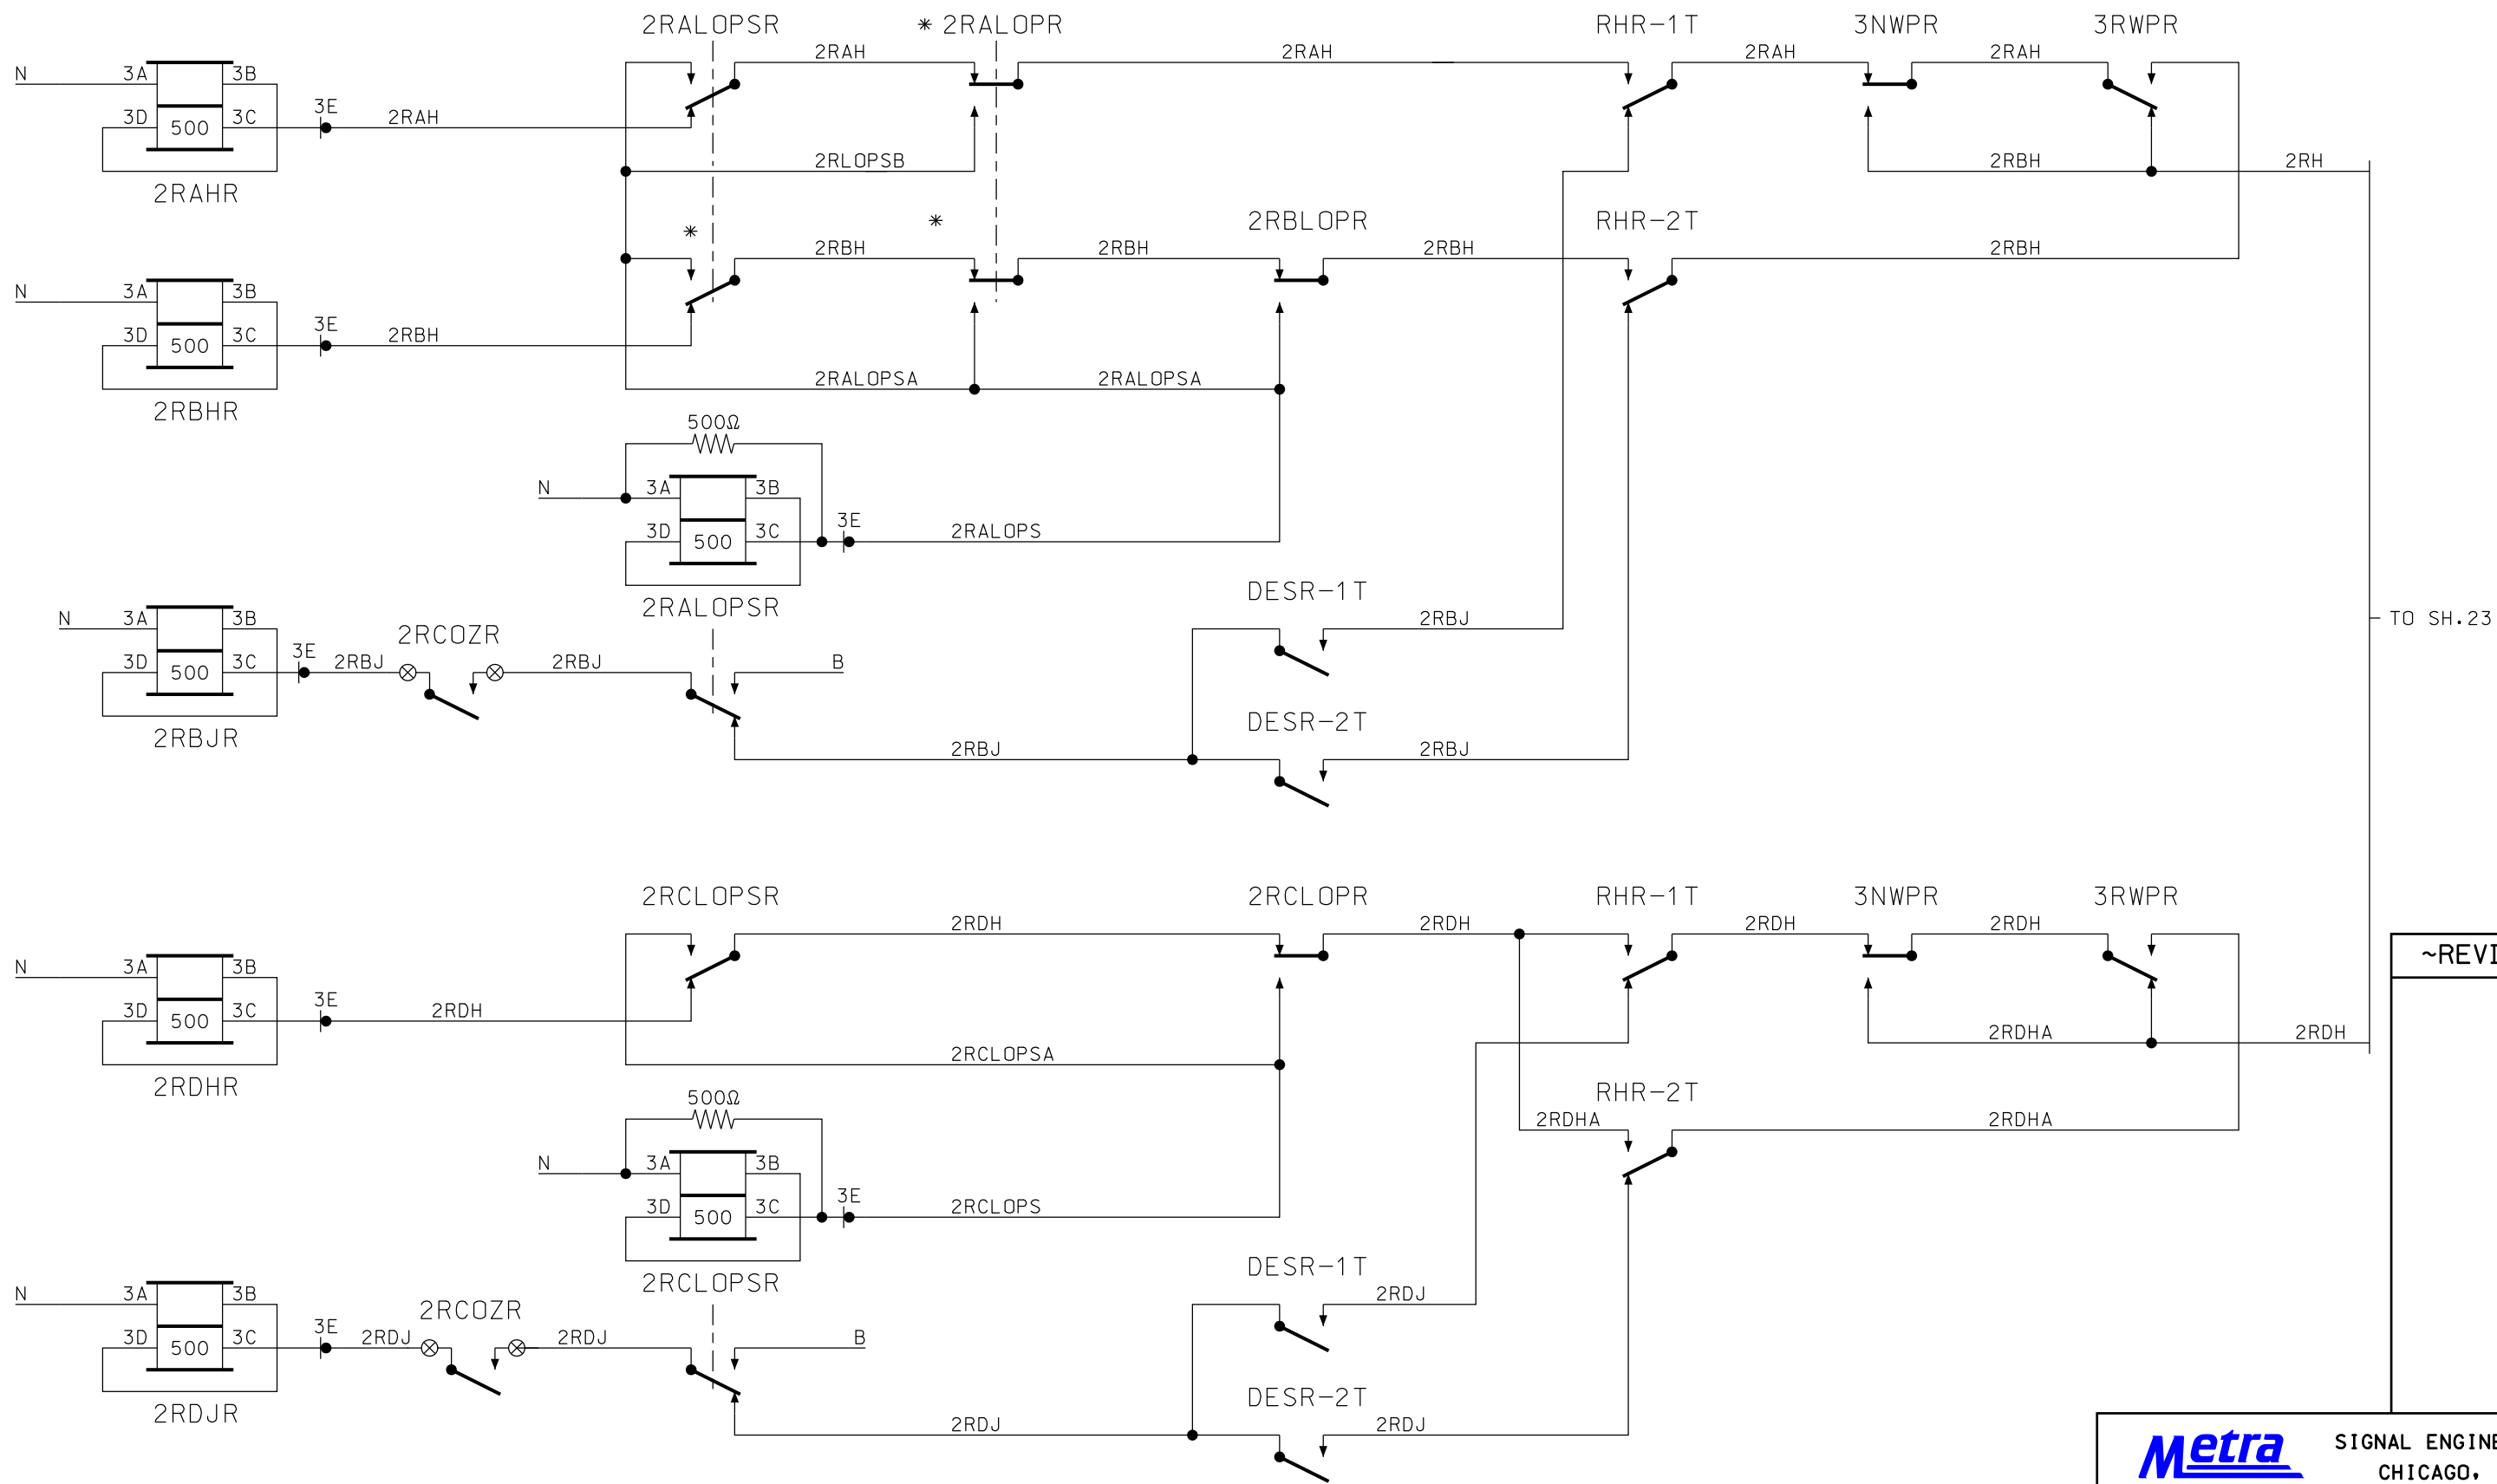 2RALOPSR * 2RALOPR RHR-1T 3NWPR 3RWPR
2RAH 2RAH 2RAH 2RAH
N 3A 3B
3D 500 3C 3E 2RAH
2RLOPSB 2RBH 2RH
2RAHR
* * 2RBLOPR RHR-2T
2RBH 2RBH 2RBH 2RBH
N 3A 3B
3D 500 3C 3E 2RBH
2RALOPSA 2RALOPSA
2RBHR
500Ω
N 3A 3B
3D 500 3C 3E 2RALOPS
2RALOPSR DESR-1T
2RBJ TO SH.23
N 3A 3B 2RCOZR
3D 500 3C 3E 2RBJ 2RBJ B
2RBJR DESR-2T
2RBJ 2RBJ
2RCLOPSR 2RCLOPR RHR-1T 3NWPR 3RWPR
2RDH 2RDH 2RDH 2RDH
~REVI
N 3A 3B
3D 500 3C 3E 2RDH
2RCLOPSA 2RDHA 2RDH
2RDHR RHR-2T
500Ω
2RDHA 2RDHA
N 3A 3B
3D 500 3C 3E 2RCLOPS
2RCLOPSR DESR-1T
2RDJ
N 3A 3B 2RCOZR
3D 500 3C 3E 2RDJ 2RDJ B
2RDJR DESR-2T
2RDJ 2RDJ
Metra SIGNAL ENGINE
CHICAGO,